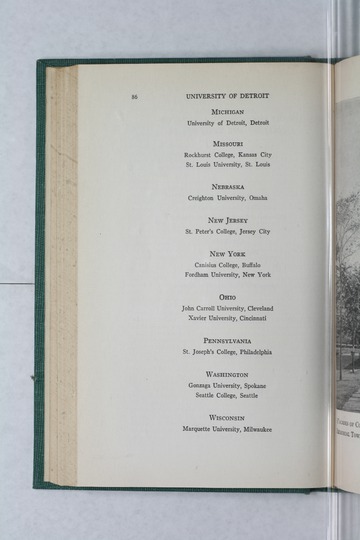 86 UNIVERSITY OF DETROIT
MICHIGAN
University of Detroit, Detroit
MISSOURI
Rockhurst College, Kansas City
St. Louis University, St. Louis
NEBRASKA
Creighton University, Omaha
NEW JERSEY
St. Peter's College, Jersey City
NEW YORK
Canisius College, Buffalo
Fordham University, New York
OHIO
John Carroll University, Cleveland
Xavier University, Cincinnati
PENNSYLVANIA
St. Joseph's College, Philadelphia
WASHINGTON
Gonzaga University, Spokane
Seattle College, Seattle
WISCONSIN
Marquette University, Milwaukee